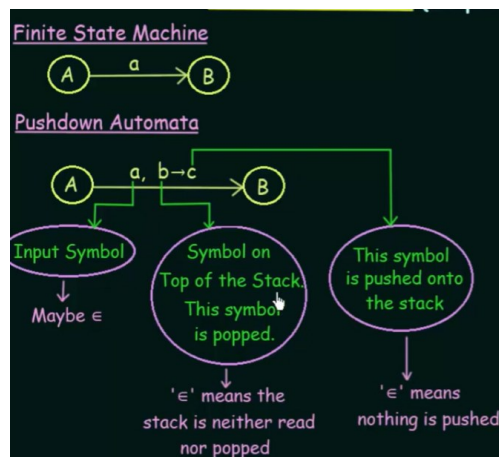 Finite State Machine
A a B
Pushdown Automata
A a, b→c B
Input Symbol
Maybe ∈
Symbol on
Top of the Stack.
This symbol
is popped.
'∈' means the
stack is neither read
nor popped
This symbol
is pushed onto
the stack
'∈' means
nothing is pushed